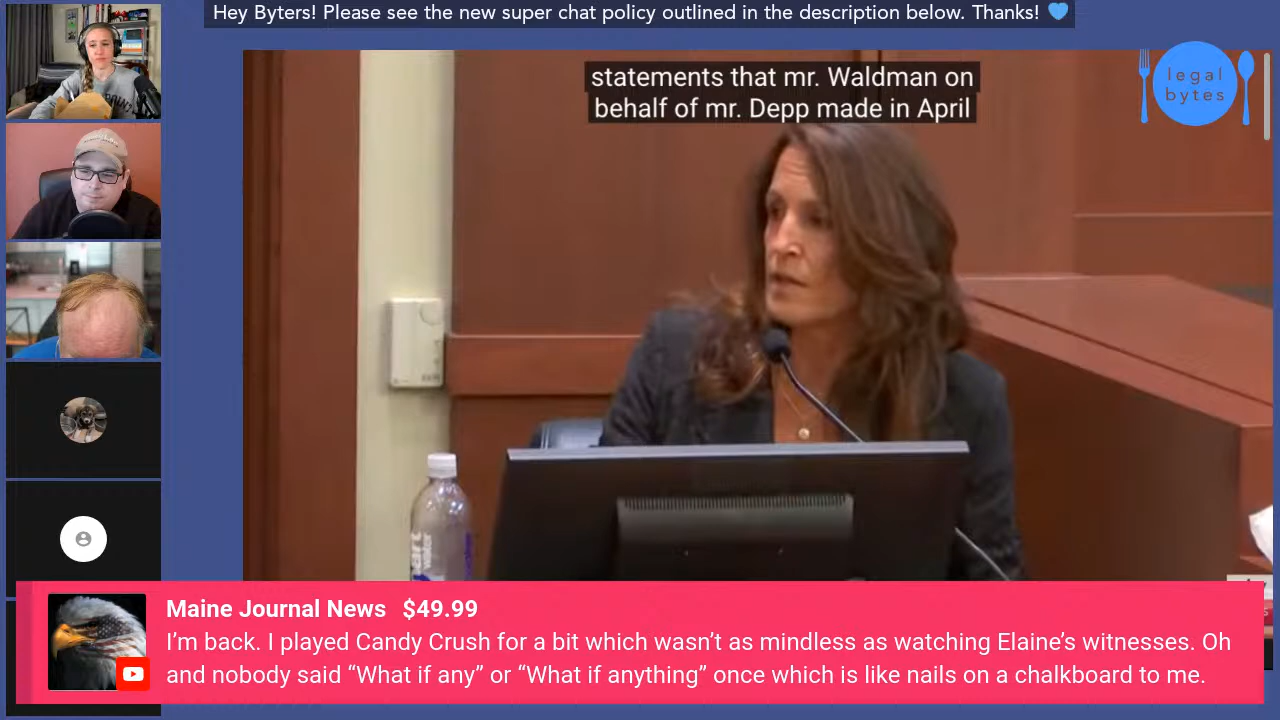 Hey Byters! Please see the new super chat policy outlined in the description below. Thanks! 💙
legal
bytes
statements that mr. Waldman on
behalf of mr. Depp made in April
water
Maine Journal News $49.99
I’m back. I played Candy Crush for a bit which wasn’t as mindless as watching Elaine’s witnesses. Oh
and nobody said “What if any” or “What if anything” once which is like nails on a chalkboard to me.